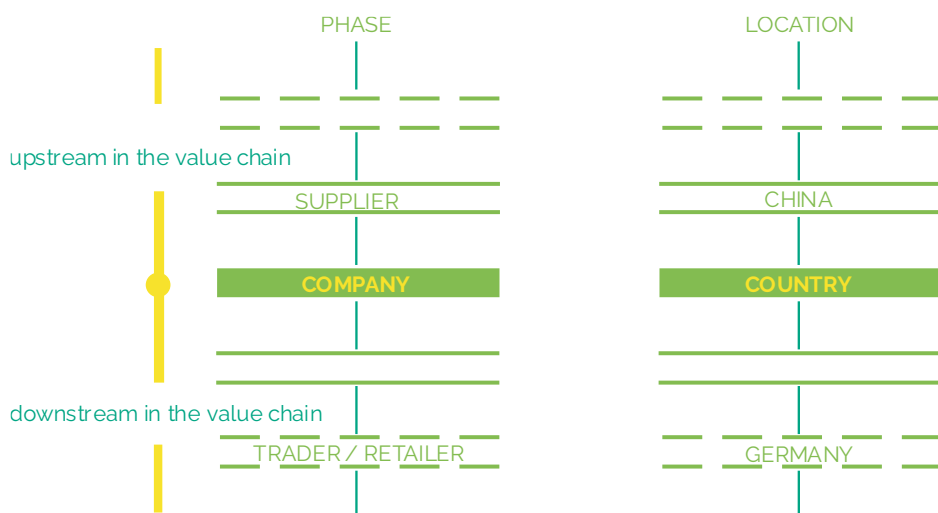 PHASE
LOCATION
upstream in the value chain
SUPPLIER
CHINA
COMPANY
COUNTRY
downstream in the value chain
TRADER / RETAILER
GERMANY